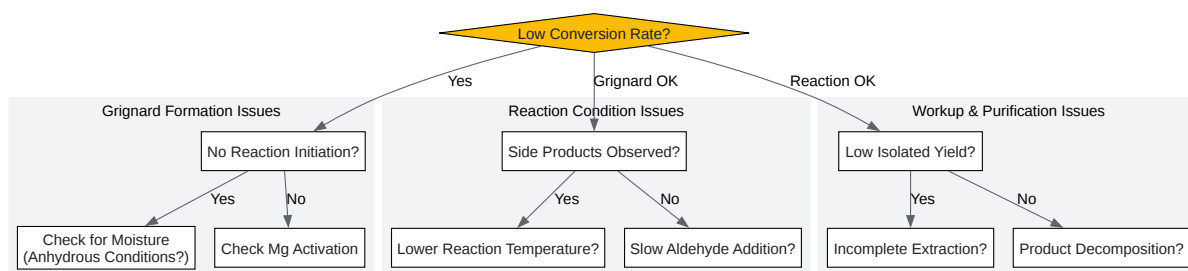 Low Conversion Rate?
Yes
Grignard OK
Reaction OK
Grignard Formation Issues
Reaction Condition Issues
Workup & Purification Issues
No Reaction Initiation?
Side Products Observed?
Low Isolated Yield?
Yes
No
Yes
No
Yes
No
Check for Moisture
(Anhydrous Conditions?)
Check Mg Activation
Lower Reaction Temperature?
Slow Aldehyde Addition?
Incomplete Extraction?
Product Decomposition?